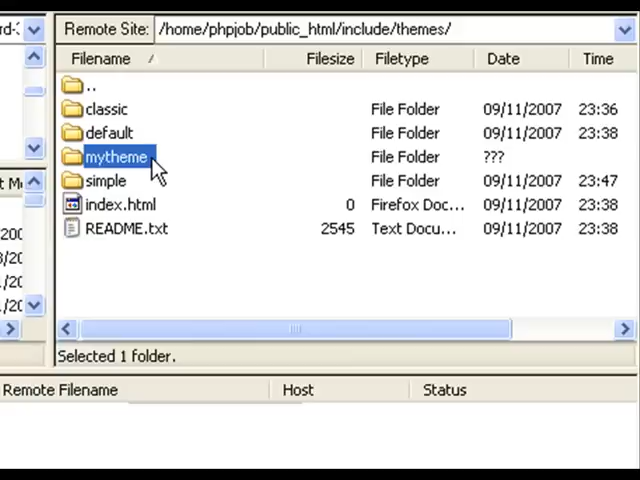 rd-
Remote Site: /home/phpjob/public_html/include/themes/
Filename / Filesize Filetype Date Time
..
classic File Folder 09/11/2007 23:36
default File Folder 09/11/2007 23:38
mytheme File Folder ???
simple File Folder 09/11/2007 23:47
t M
index.html 0 Firefox Doc... 09/11/2007 23:38
README.txt 2545 Text Docu... 09/11/2007 23:38
Selected 1 folder.
Remote Filename Host Status